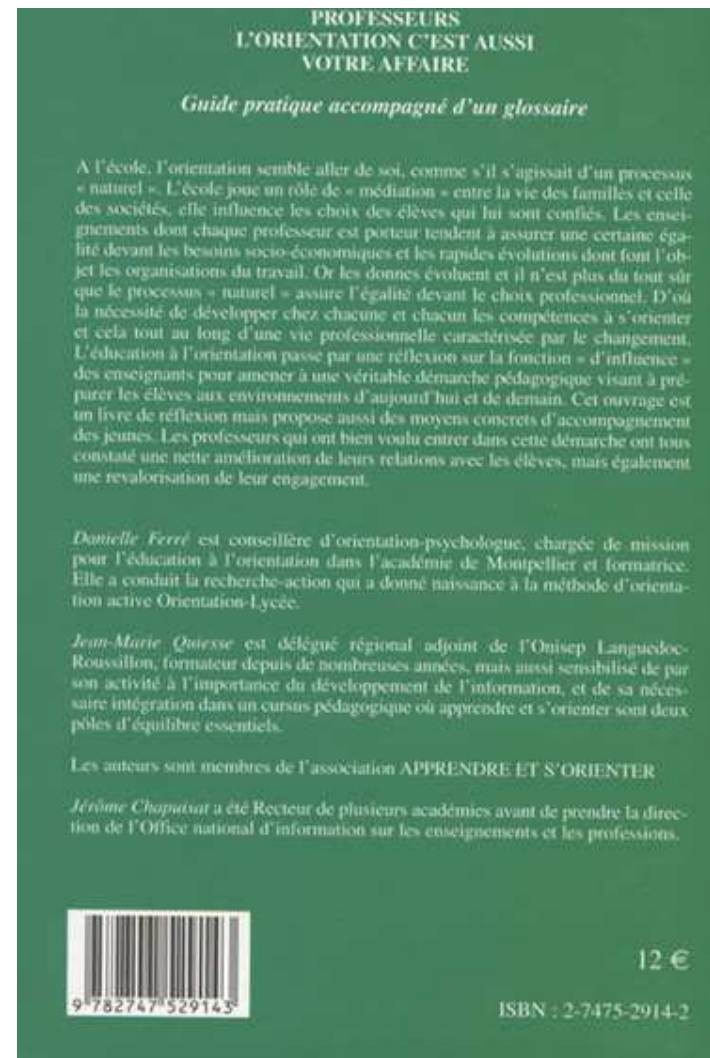 PROFESSEURS
L'ORIENTATION C'EST AUSSI
VOTRE AFFAIRE
Guide pratique accompagné d'un glossaire
A l'école, l'orientation semble aller de soi, comme s'il s'agissait d'un processus
« naturel ». L'école joue un rôle de « médiation » entre la vie des familles et celle
des sociétés, elle influence les choix des élèves qui lui sont confiés. Les ensei-
gnements dont chaque professeur est porteur tendent à assurer une certaine éga-
lité devant les besoins socio-économiques et les rapides évolutions dont font l'ob-
jet les organisations du travail. Or les donnes évoluent et il n'est plus du tout sûr
que le processus « naturel » assure l'égalité devant le choix professionnel. D'où
la nécessité de développer chez chacune et chacun les compétences à s'orienter
et cela tout au long d'une vie professionnelle caractérisée par le changement.
L'éducation à l'orientation passe par une réflexion sur la fonction « d'influence »
des enseignants pour amener à une véritable démarche pédagogique visant à pré-
parer les élèves aux environnements d'aujourd'hui et de demain. Cet ouvrage est
un livre de réflexion mais propose aussi des moyens concrets d'accompagnement
des jeunes. Les professeurs qui ont bien voulu entrer dans cette démarche ont tous
constaté une nette amélioration de leurs relations avec les élèves, mais également
une revalorisation de leur engagement.
Danielle Ferré est conseillère d'orientation-psychologue, chargée de mission
pour l'éducation à l'orientation dans l'académie de Montpellier et formatrice.
Elle a conduit la recherche-action qui a donné naissance à la méthode d'orienta-
tion active Orientation-Lycée.
Jean-Marie Quiesse est délégué régional adjoint de l'Onisep Languedoc-
Roussillon, formateur depuis de nombreuses années, mais aussi sensibilisé de par
son activité à l'importance du développement de l'information, et de sa néces-
saire intégration dans un cursus pédagogique où apprendre et s'orienter sont deux
pôles d'équilibre essentiels.
Les auteurs sont membres de l'association APPRENDRE ET S'ORIENTER
Jérôme Chapuisat a été Recteur de plusieurs académies avant de prendre la direc-
tion de l'Office national d'information sur les enseignements et les professions.
12 €
9 782747 529143
ISBN : 2-7475-2914-2